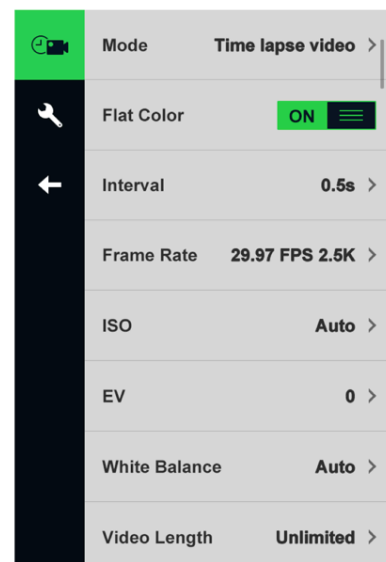 Mode Time lapse video >
Flat Color ON
Interval 0.5s >
Frame Rate 29.97 FPS 2.5K >
ISO Auto >
EV 0 >
White Balance Auto >
Video Length Unlimited >